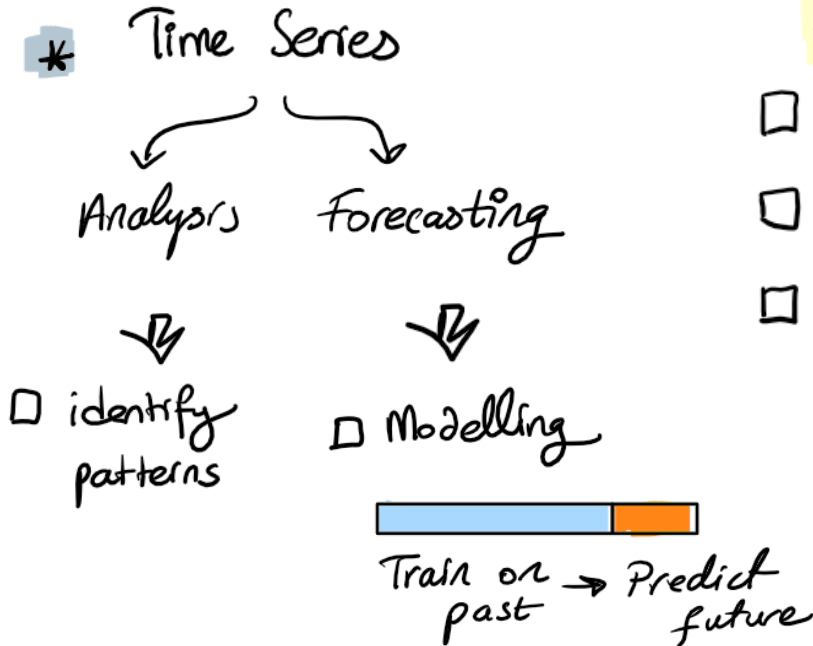 * Time Series
Analysis
Forecasting
identify
patterns
Modelling
Train on
past
→ Predict
future